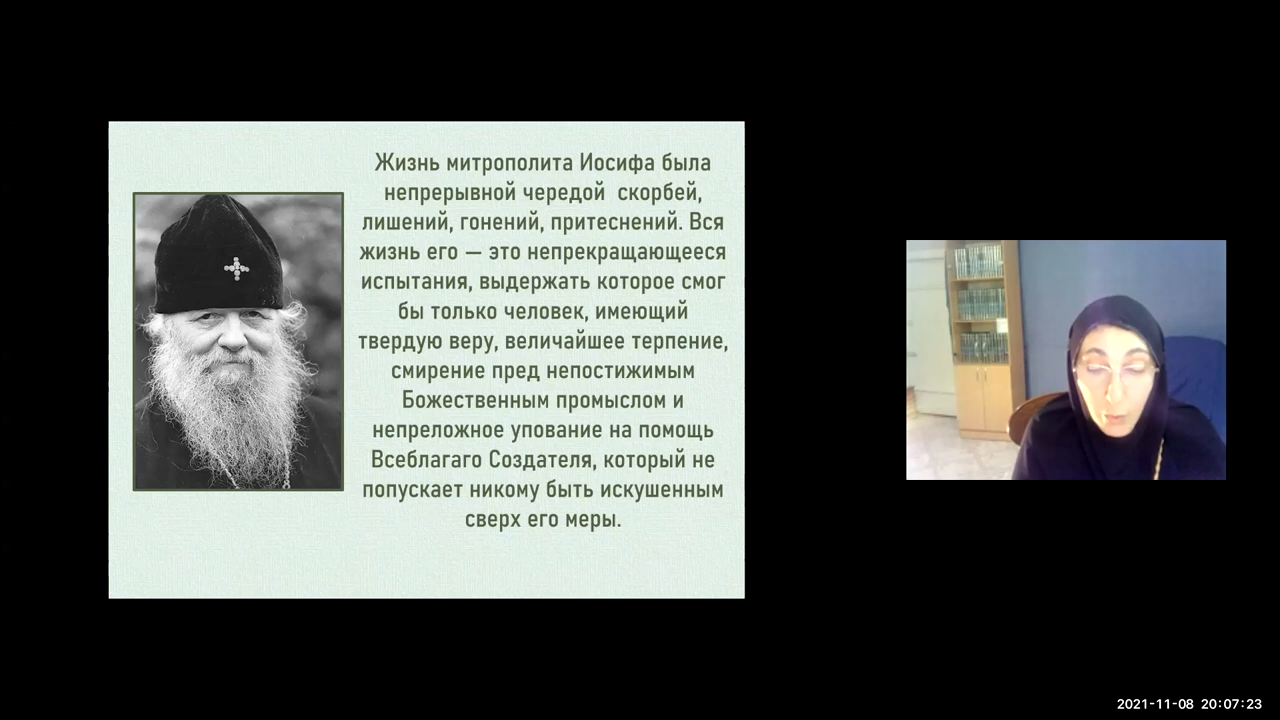 Жизнь митрополита Иосифа была
непрерывной чередой скорбей,
лишений, гонений, притеснений. Вся
жизнь его — это непрекращающееся
испытания, выдержать которое смог
бы только человек, имеющий
твердую веру, величайшее терпение,
смирение пред непостижимым
Божественным промыслом и
непреложное упование на помощь
Всеблагаго Создателя, который не
попускает никому быть искушенным
сверх его меры.
2021-11-08 20:07:23